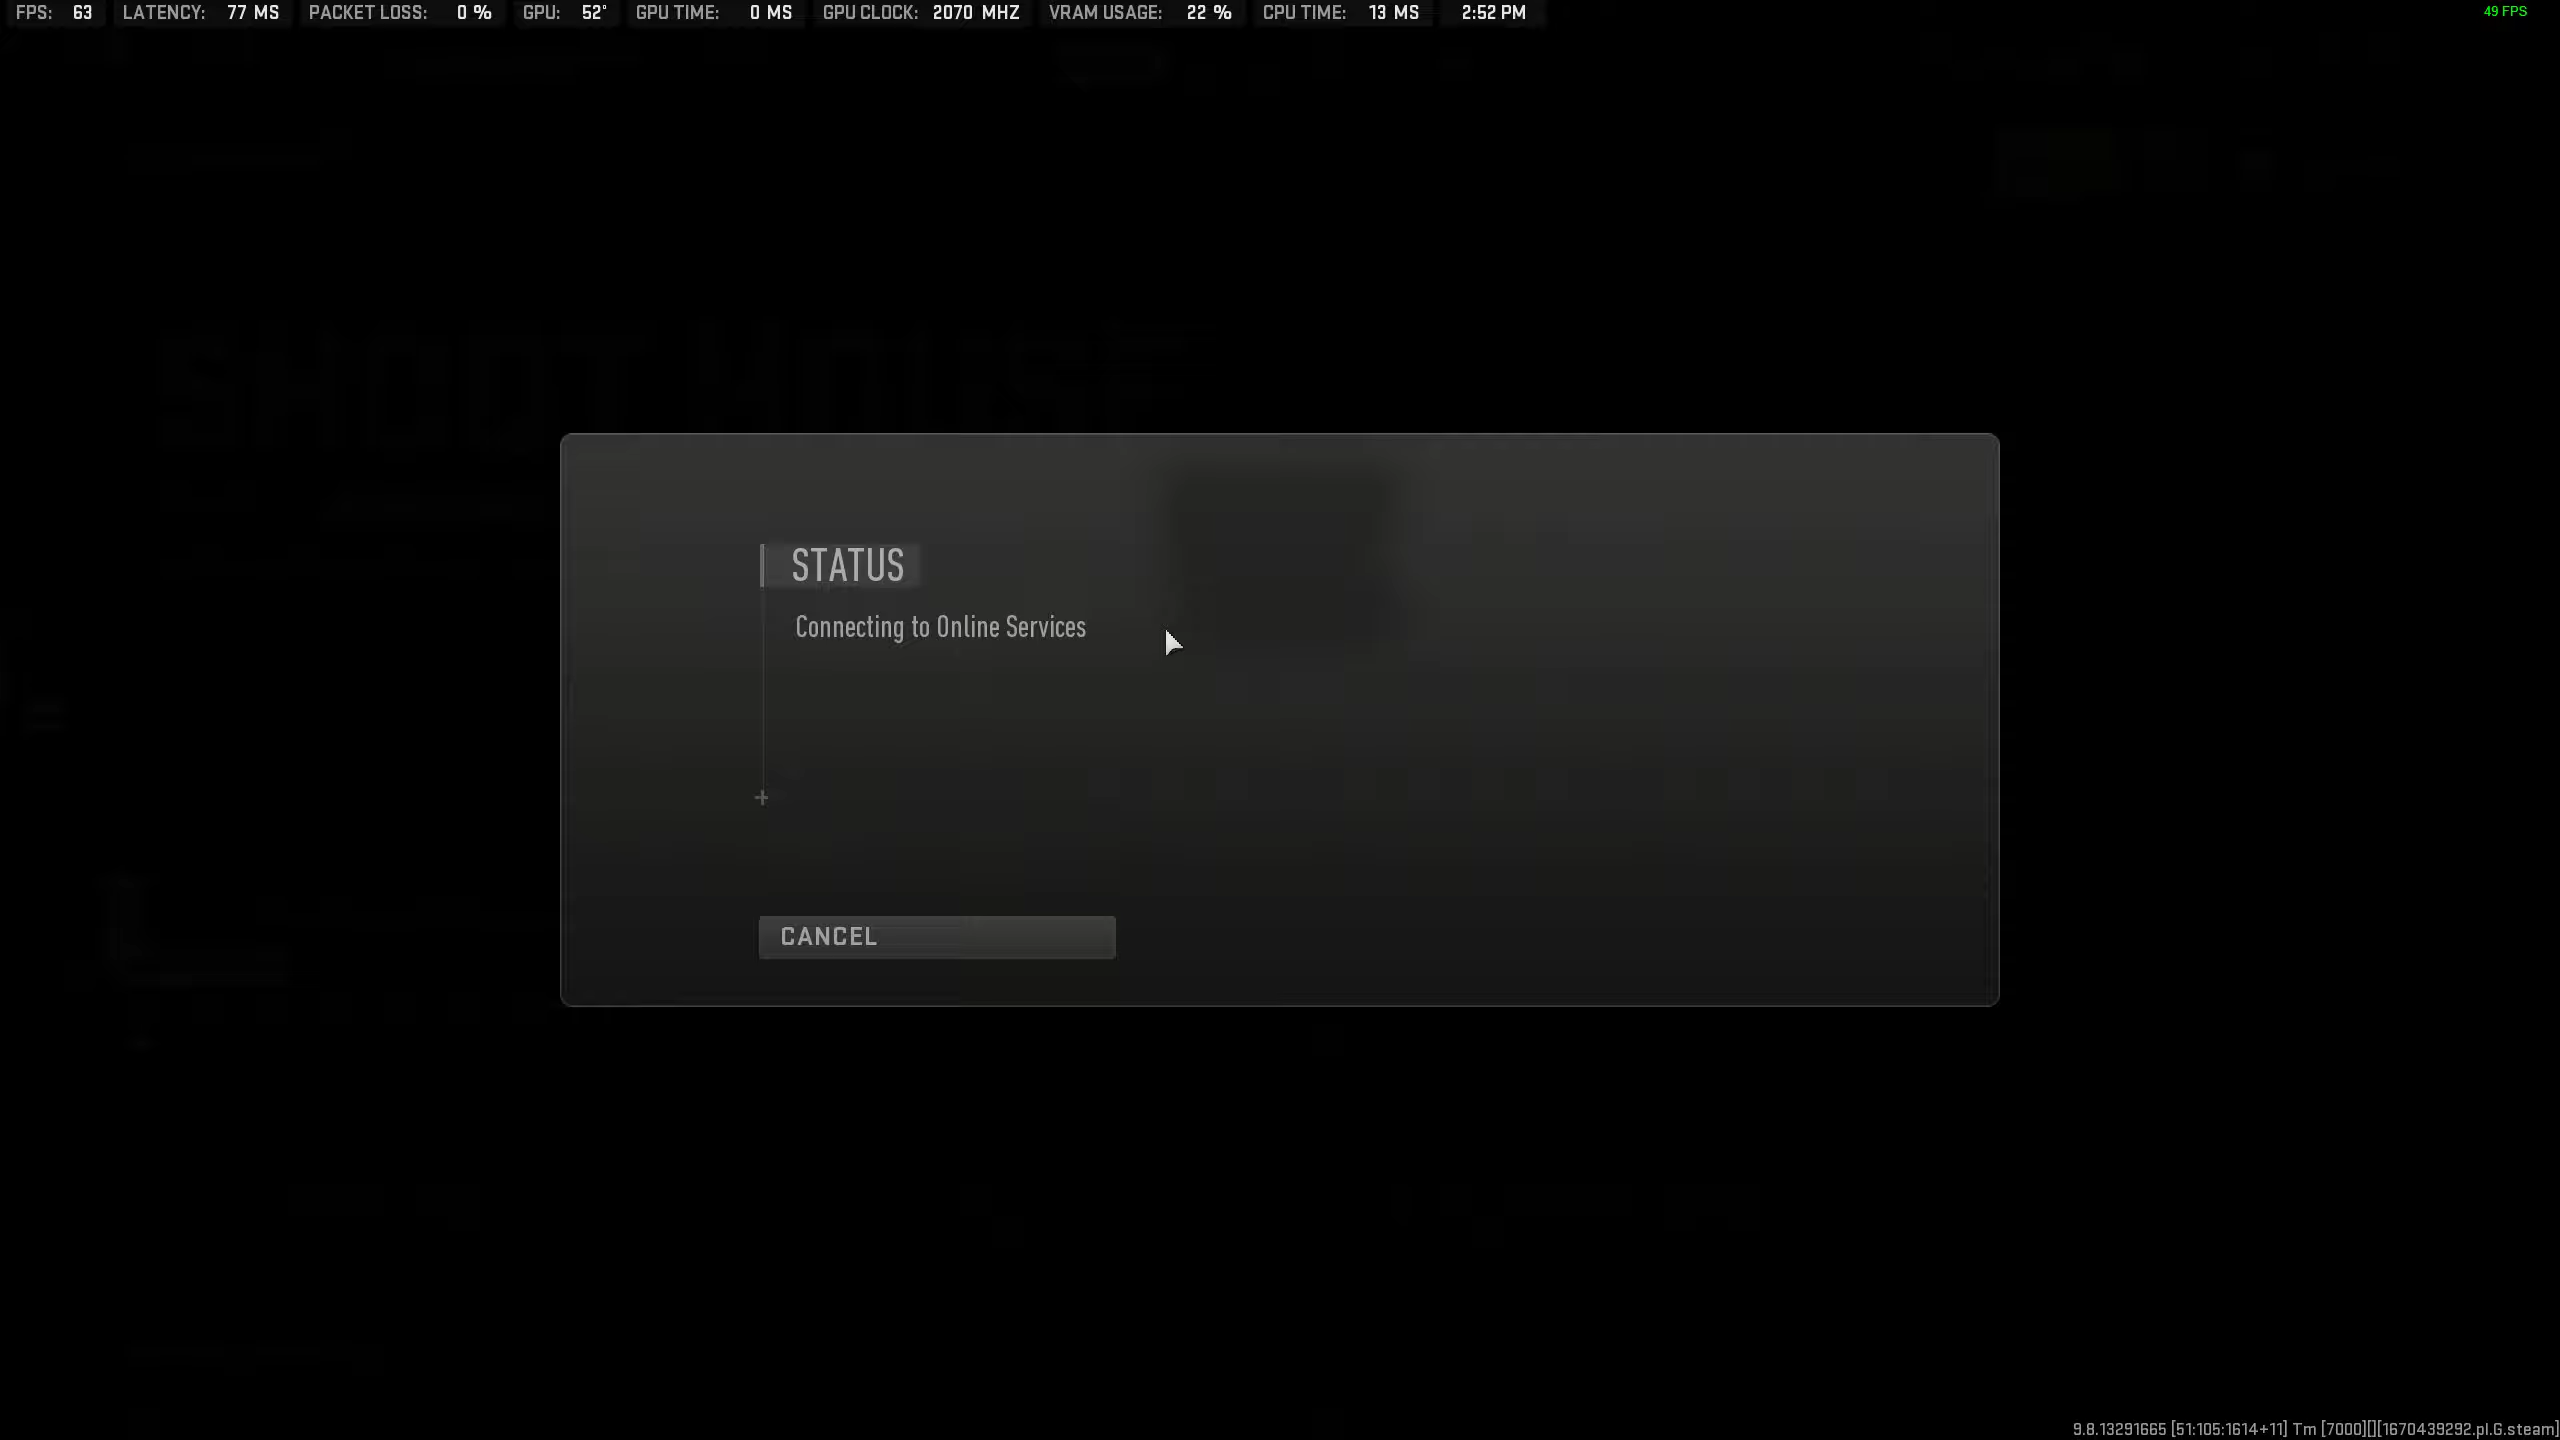 FPS: 63 LATENCY: 77 MS PACKET LOSS: 0 % GPU: 52° GPU TIME: 0 MS GPU CLOCK: 2070 MHZ VRAM USAGE: 22 % CPU TIME: 13 MS 2:52 PM 49 FPS
SHOOT HOUSE
STATUS
Connecting to Online Services
CANCEL
9.8.13291665 [51:105:1614+11] Tm [7000][][1670439292.pl.G.steam]